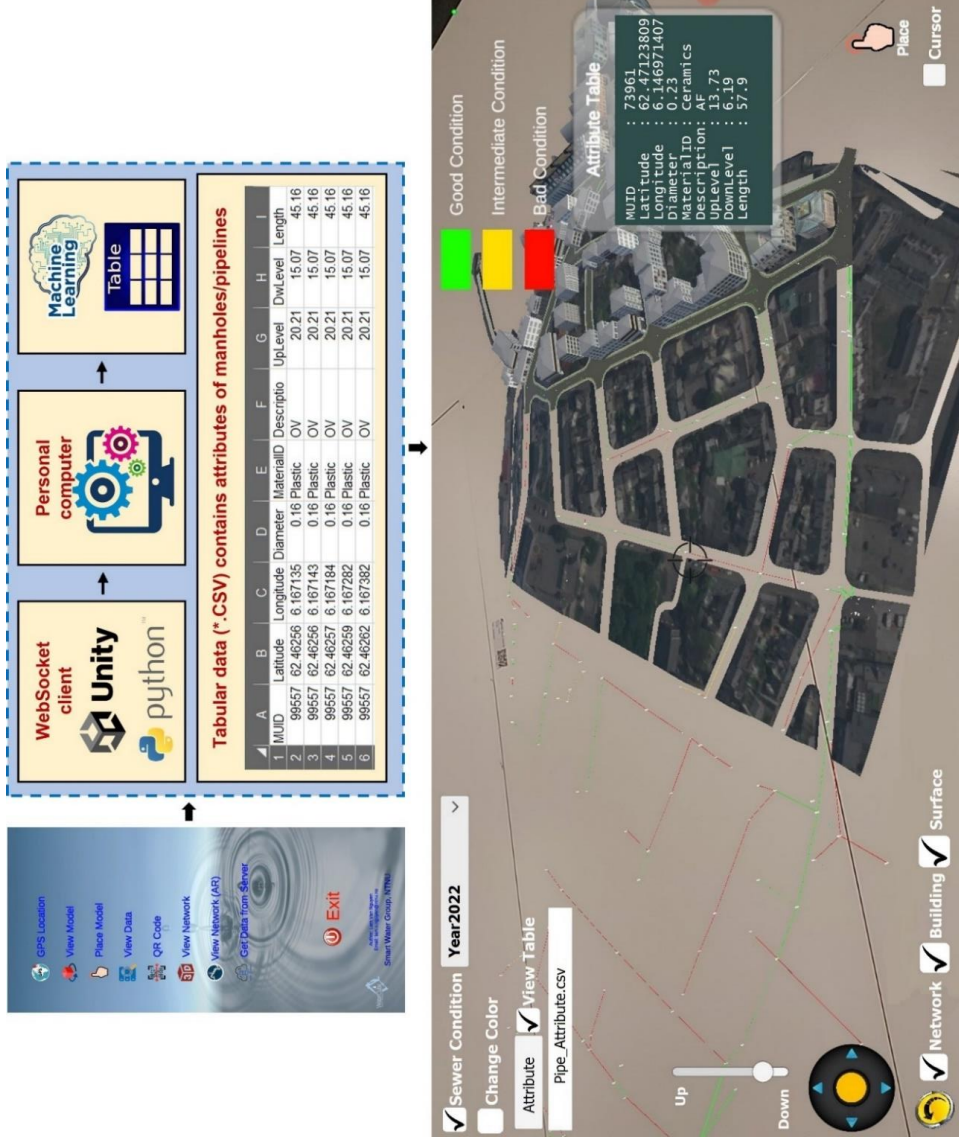 GPS Location
View Model
Place Model
View Data
QR Code
View Network
View Network (AR)
Get Data from Server
Exit
Smart Water Group, NTNU
WebSocket
client
Unity
python
Personal
computer
Machine
Learning
Table
Tabular data (*.CSV) contains attributes of manholes/pipelines
A B C D E F G H I
1 MUID Latitude Longitude Diameter MaterialID Descriptio UpLevel DwLevel Length
2 99557 62.46256 6.167135 0.16 Plastic OV 20.21 15.07 45.16
3 99557 62.46256 6.167143 0.16 Plastic OV 20.21 15.07 45.16
4 99557 62.46257 6.167184 0.16 Plastic OV 20.21 15.07 45.16
5 99557 62.46259 6.167282 0.16 Plastic OV 20.21 15.07 45.16
6 99557 62.46262 6.167382 0.16 Plastic OV 20.21 15.07 45.16
Sewer Condition Year2022
Change Color
Attribute View Table
Pipe_Attribute.csv
Up
Down
Network Building Surface
Good Condition
Intermediate Condition
Bad Condition
Attribute Table
MUID : 73961
Latitude : 62.47123809
Longitude : 6.146971407
Diameter : 0.23
MaterialID : Ceramics
Description: AF
UpLevel : 13.73
DownLevel : 6.19
Length : 57.9
Place
Cursor